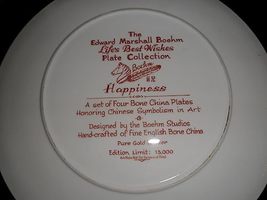 The
Edward Marshall Boehm
Life's Best Wishes
Plate Collection
Boehm
Happiness
A set of Four Bone China Plates
Honoring Chinese Symbolism in Art
Designed by the Boehm Studios
Hand-crafted of Fine English Bone China
Pure Gold
Edition Limit: 15,000